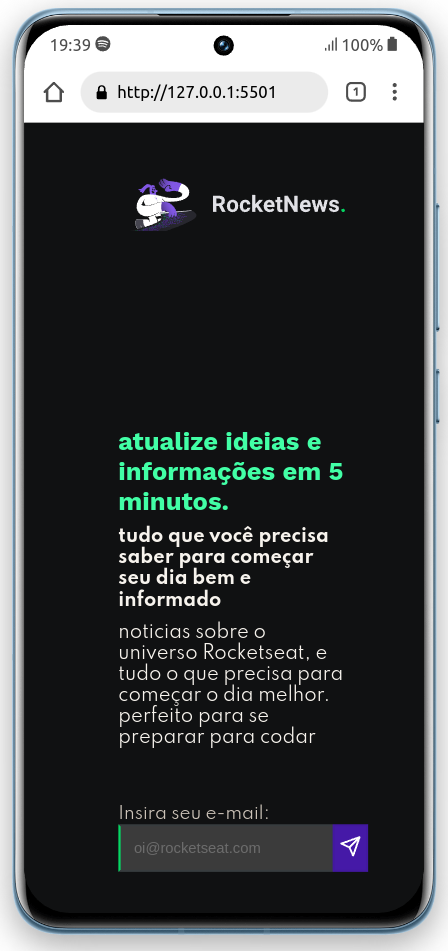 19:39 100%
http://127.0.0.1:5501 1
RocketNews.
atualize ideias e
informações em 5
minutos.
tudo que você precisa
saber para começar
seu dia bem e
informado
noticias sobre o
universo Rocketseat, e
tudo o que precisa para
começar o dia melhor.
perfeito para se
preparar para codar
Insira seu e-mail:
oi@rocketseat.com